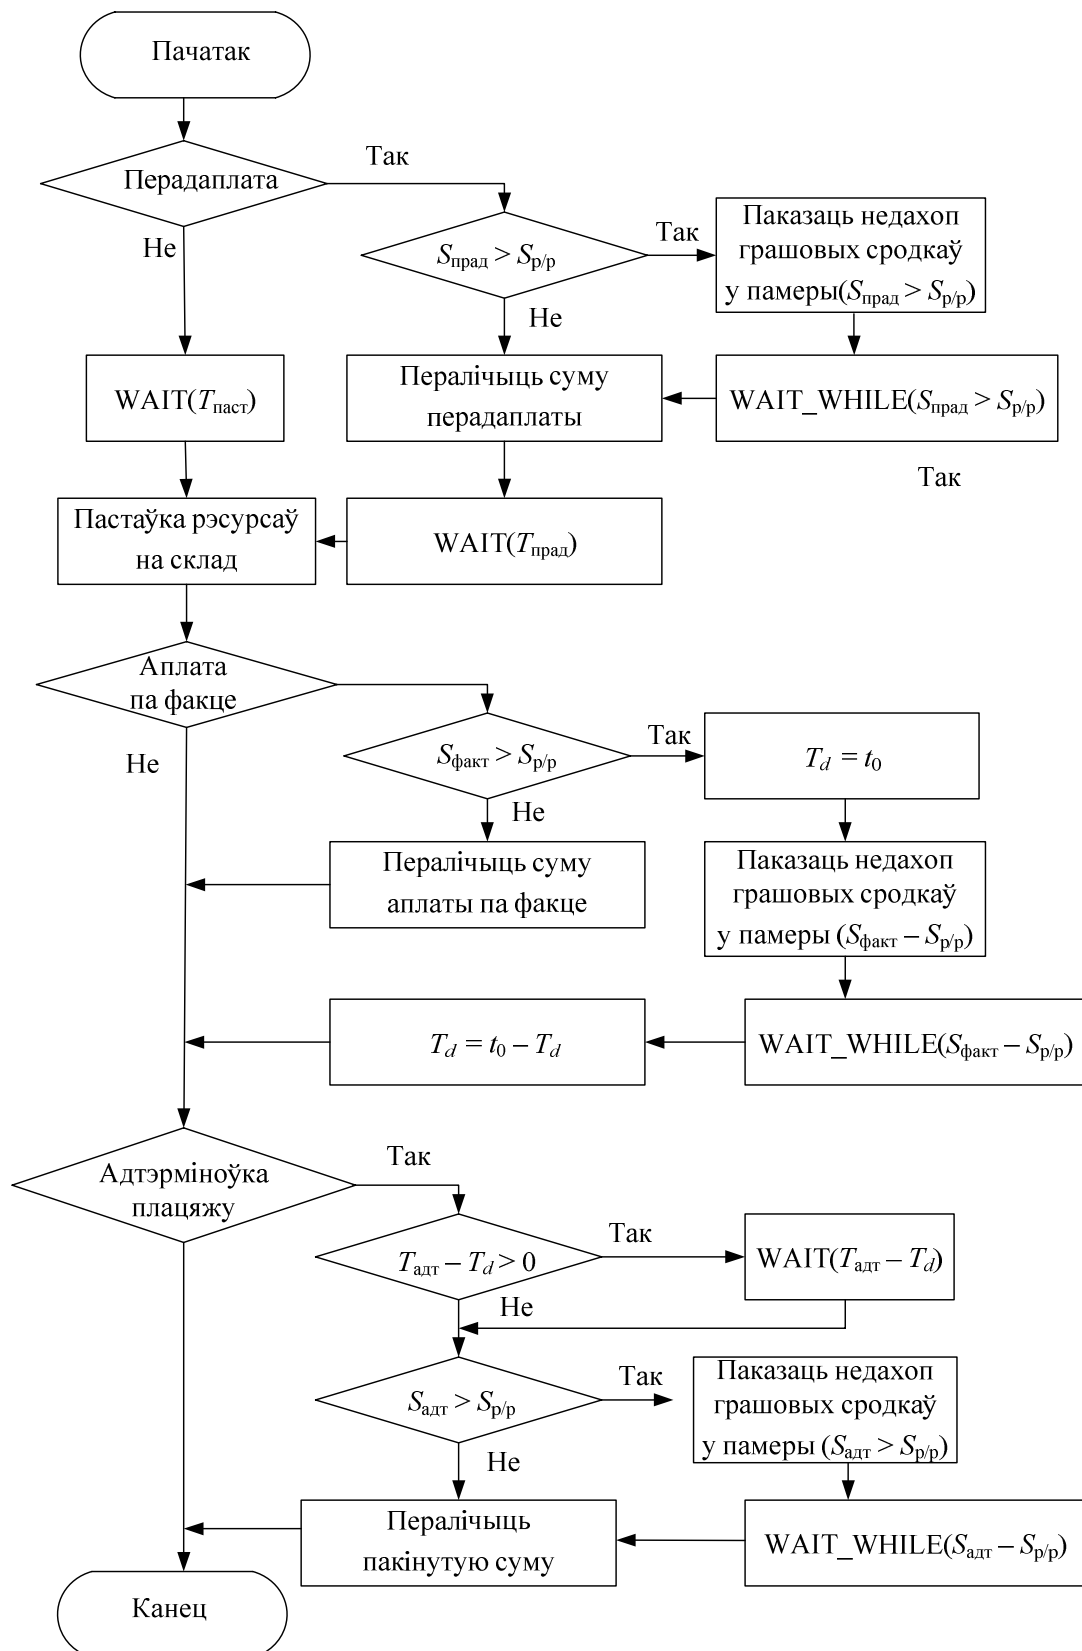 Пачатак
Так
Перадаплата
Не
Sпрад > Sр/р
Так
Паказаць недахоп
грашовых сродкаў
у памеры(Sпрад > Sр/р)
Не
WAIT(Tпаст)
Пералічыць суму
перадаплаты
WAIT_WHILE(Sпрад > Sр/р)
Так
Пастаўка рэсурсаў
на склад
WAIT(Tпрад)
Аплата
па факце
Не
Sфакт > Sр/р
Так
Td = t0
Не
Пералічыць суму
аплаты па факце
Паказаць недахоп
грашовых сродкаў
у памеры (Sфакт – Sр/р)
Td = t0 – Td
WAIT_WHILE(Sфакт – Sр/р)
Адтэрміноўка
плацяжу
Так
Tадт – Td > 0
Так
WAIT(Tадт – Td)
Не
Sадт > Sр/р
Так
Паказаць недахоп
грашовых сродкаў
у памеры (Sадт > Sр/р)
Не
Пералічыць
пакінутую суму
WAIT_WHILE(Sадт – Sр/р)
Канец